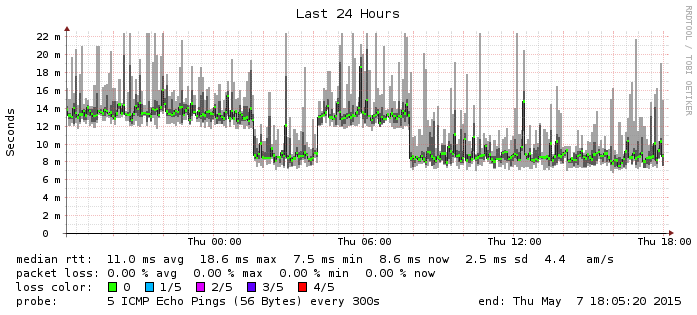 Last 24 Hours
RRDTOOL / TOBI OETIKER
Seconds
22 m
20 m
18 m
16 m
14 m
12 m
10 m
8 m
6 m
4 m
2 m
0
Thu 00:00 Thu 06:00 Thu 12:00 Thu 18:00
median rtt: 11.0 ms avg 18.6 ms max 7.5 ms min 8.6 ms now 2.5 ms sd 4.4 am/s
packet loss: 0.00 % avg 0.00 % max 0.00 % min 0.00 % now
loss color: 0 1/5 2/5 3/5 4/5
probe: 5 ICMP Echo Pings (56 Bytes) every 300s end: Thu May 7 18:05:20 2015